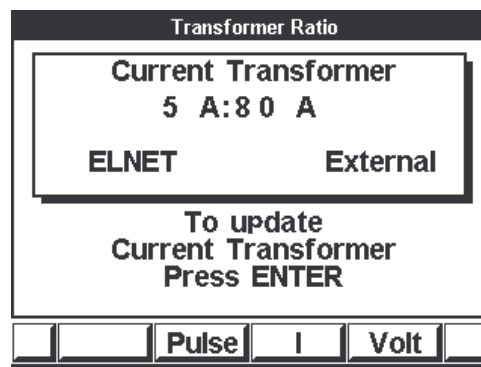 Transformer Ratio
Current Transformer
5 A:80 A
ELNET External
To update
Current Transformer
Press ENTER
Pulse I Volt